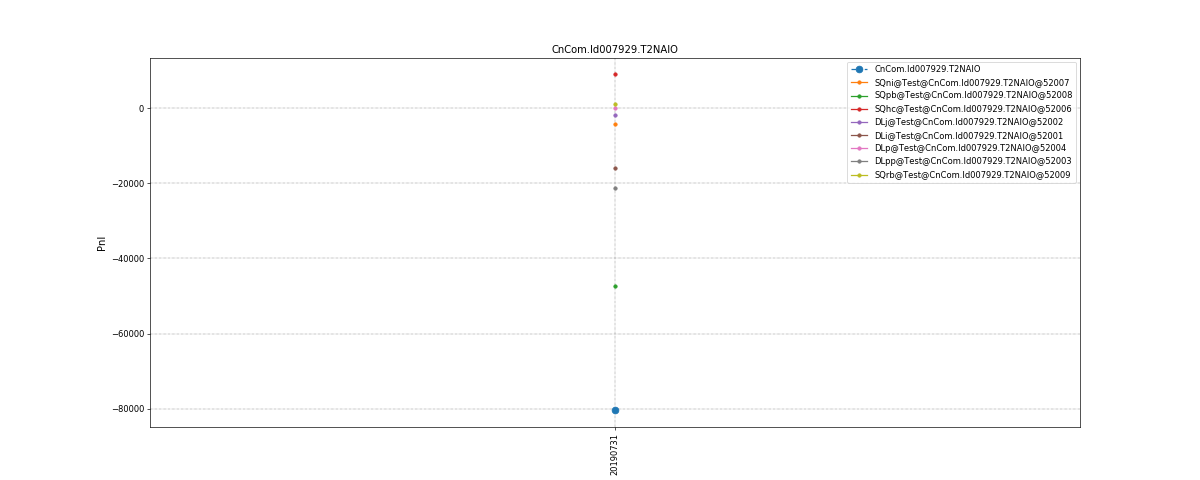 CnCom.Id007929.T2NAIO
CnCom.Id007929.T2NAIO
SQni@Test@CnCom.Id007929.T2NAIO@52007
SQpb@Test@CnCom.Id007929.T2NAIO@52008
SQhc@Test@CnCom.Id007929.T2NAIO@52006
DLj@Test@CnCom.Id007929.T2NAIO@52002
DLi@Test@CnCom.Id007929.T2NAIO@52001
DLp@Test@CnCom.Id007929.T2NAIO@52004
DLpp@Test@CnCom.Id007929.T2NAIO@52003
SQrb@Test@CnCom.Id007929.T2NAIO@52009
0
−20000
−40000
−60000
−80000
Pnl
20190731